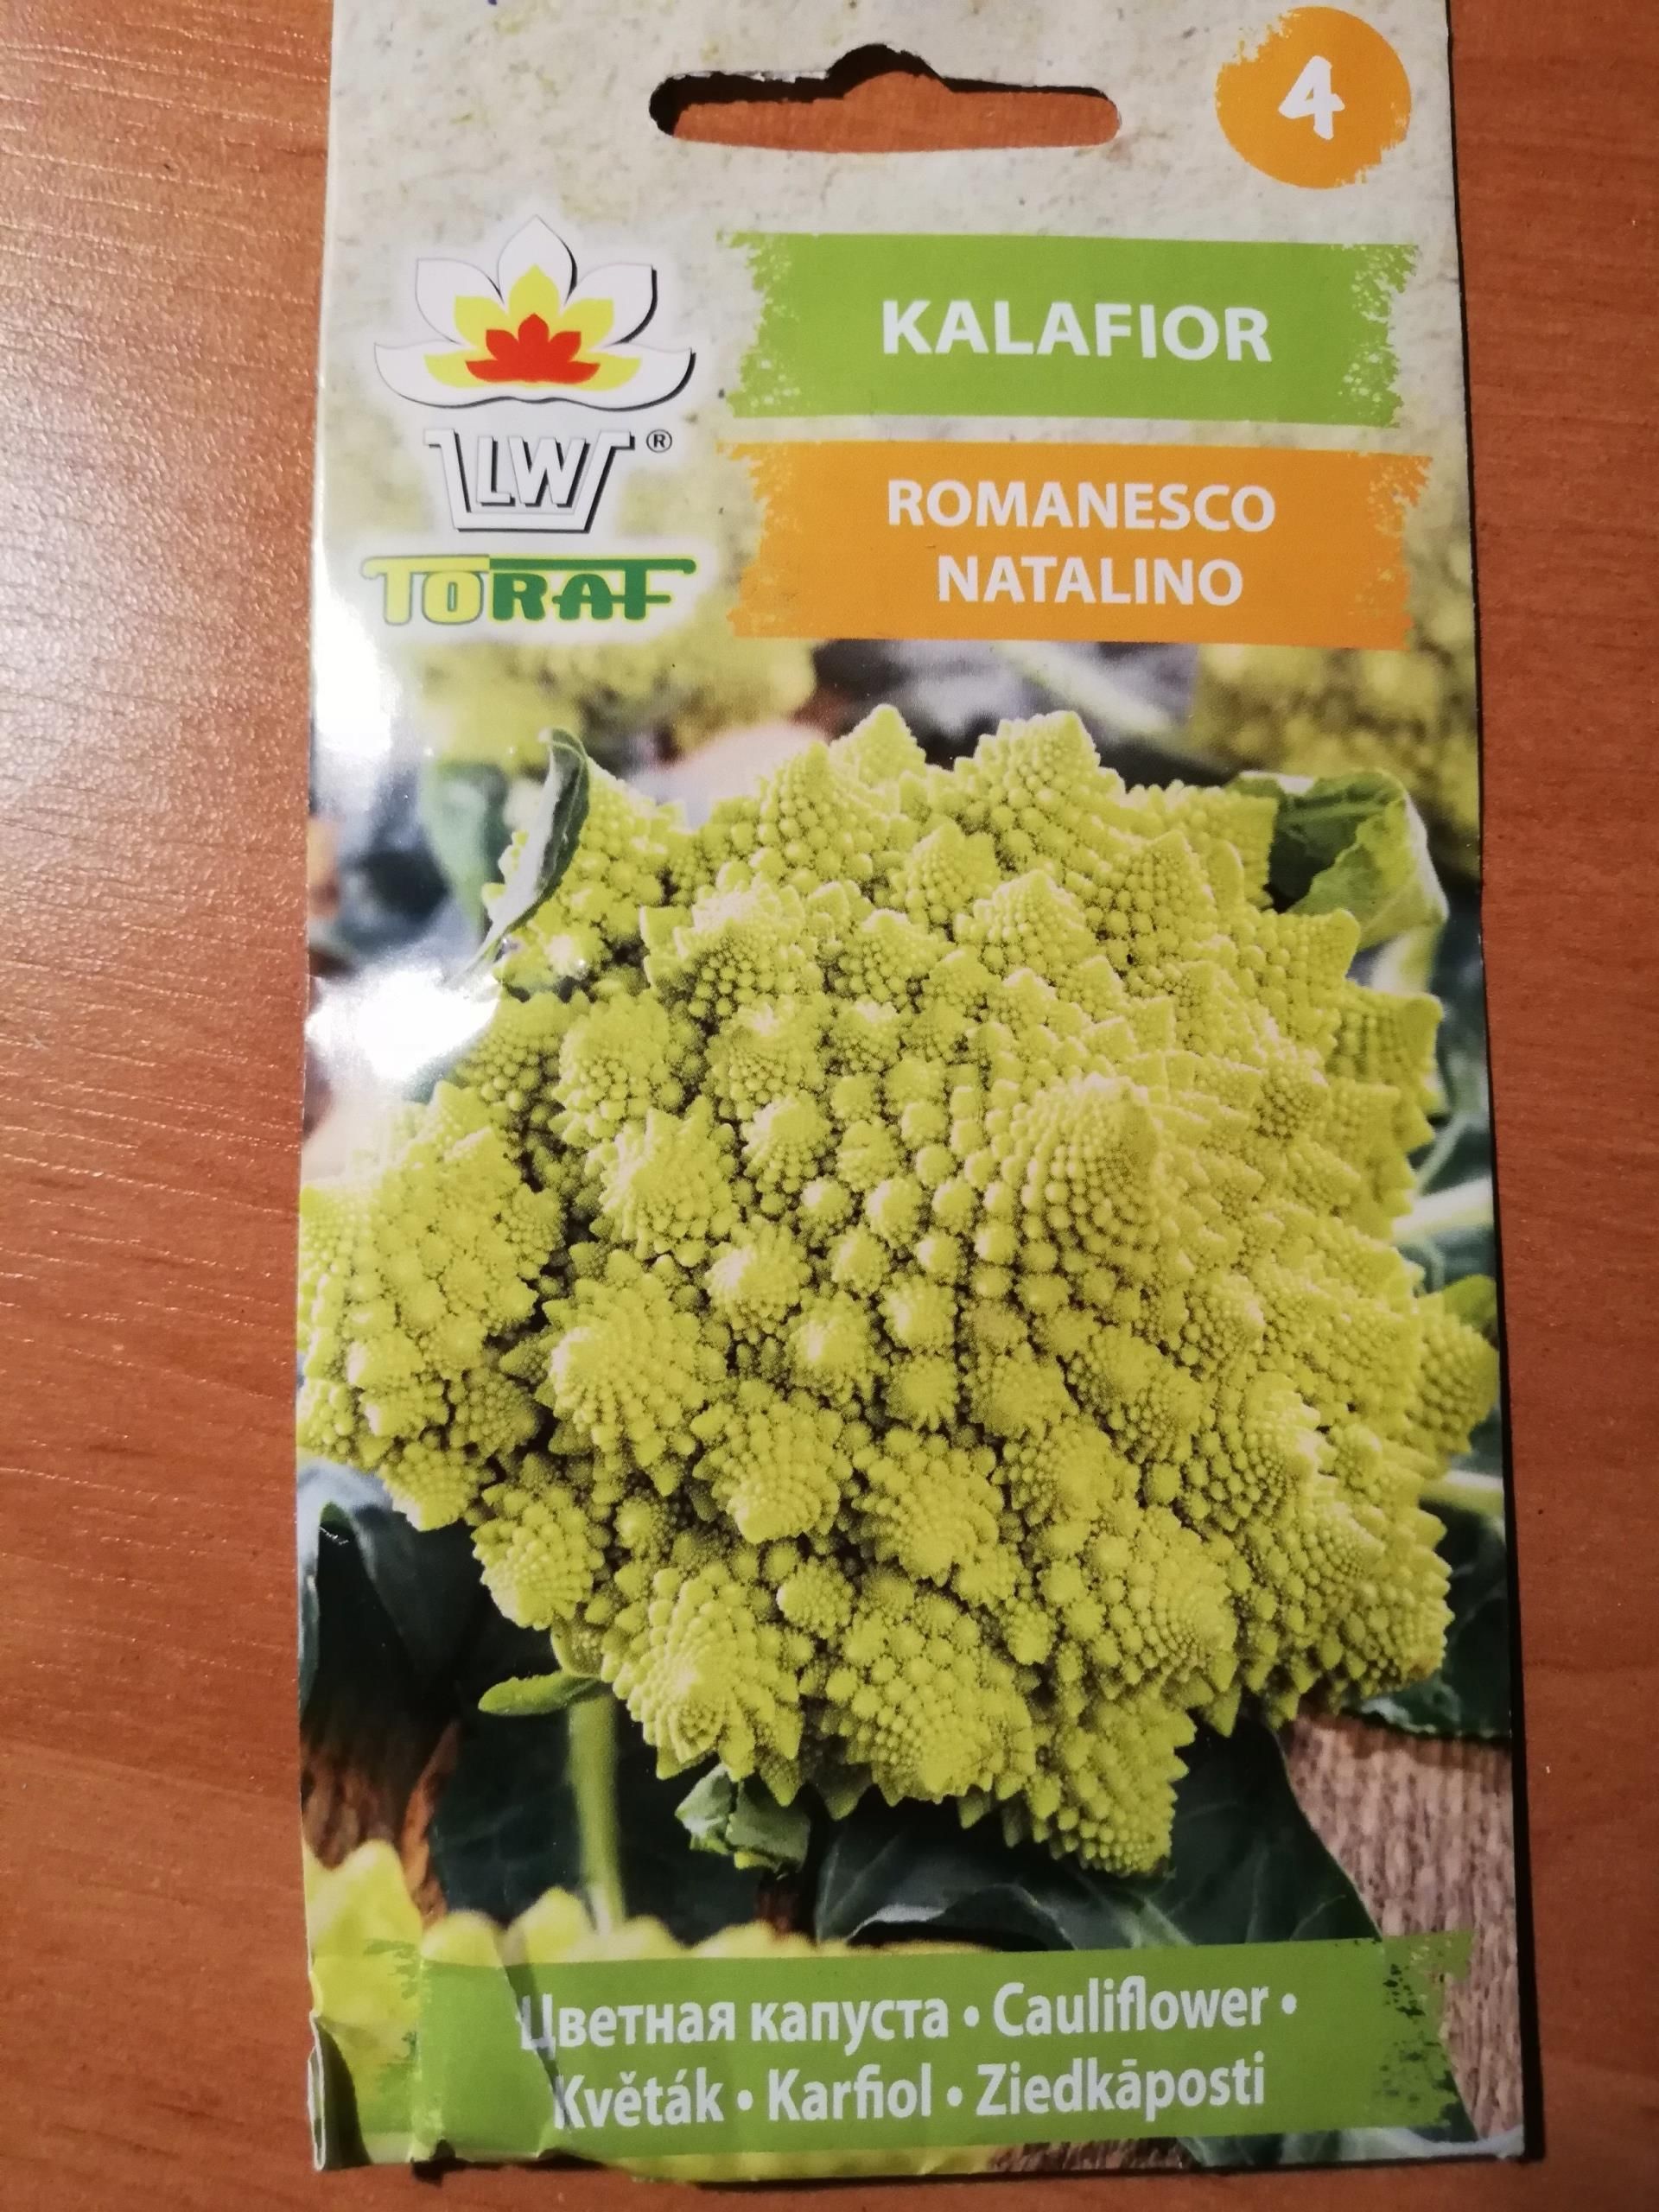 4
KALAFIOR
LW®
TORAF
ROMANESCO
NATALINO
Цветная капуста • Cauliflower •
Květák • Karfiol • Ziedkāposti